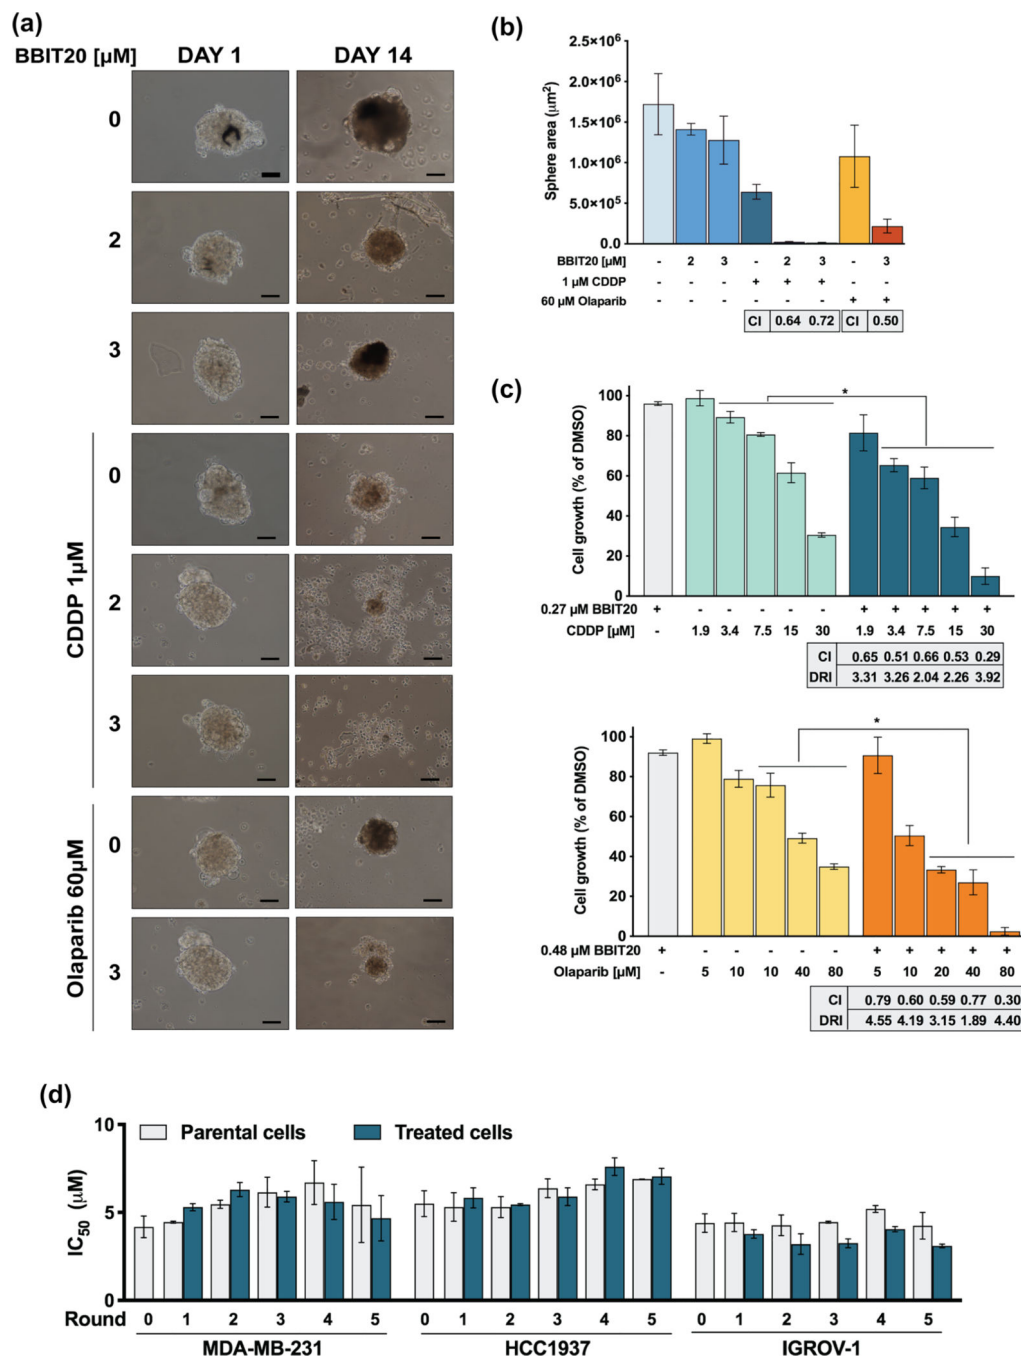 (a)
BBIT20 [µM] DAY 1 DAY 14
0
2
3
0
2
3
0
3
CDDP 1µM
Olaparib 60µM
(b)
Sphere area (µm²)
2.5×10⁶
2.0×10⁶
1.5×10⁶
1.0×10⁶
5.0×10⁵
0.0
BBIT20 [µM] - 2 3 - 2 3 - 3
1 µM CDDP - - - + + + - -
60 µM Olaparib - - - - - - + +
CI 0.64 0.72 CI 0.50
(c)
Cell growth (% of DMSO)
100
80
60
40
20
0
*
0.27 µM BBIT20 + - - - - - + + + + +
CDDP [µM] - 1.9 3.4 7.5 15 30 1.9 3.4 7.5 15 30
CI 0.65 0.51 0.66 0.53 0.29
DRI 3.31 3.26 2.04 2.26 3.92
Cell growth (% of DMSO)
100
80
60
40
20
0
*
0.48 µM BBIT20 + - - - - - + + + + +
Olaparib [µM] - 5 10 10 40 80 5 10 20 40 80
CI 0.79 0.60 0.59 0.77 0.30
DRI 4.55 4.19 3.15 1.89 4.40
(d)
IC50 (µM)
10
5
0
Parental cells Treated cells
Round 0 1 2 3 4 5 0 1 2 3 4 5 0 1 2 3 4 5
MDA-MB-231 HCC1937 IGROV-1